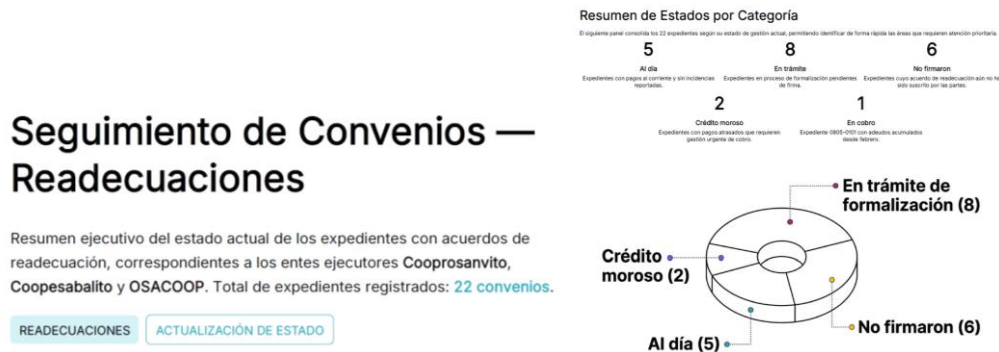 Seguimiento de Convenios —
Readecuaciones
Resumen ejecutivo del estado actual de los expedientes con acuerdos de
readecuación, correspondientes a los entes ejecutores Cooprosanvito,
Coopesabalito y OSACOOP. Total de expedientes registrados: 22 convenios.
READECUACIONES
ACTUALIZACIÓN DE ESTADO
Resumen de Estados por Categoría
El siguiente panel consolida los 22 expedientes según su estado de gestión actual, permitiendo identificar de forma rápida las áreas que requieren atención prioritaria.
5
Al día
Expedientes con pagos al corriente y sin incidencias
reportadas.
8
En trámite
Expedientes en proceso de formalización pendientes
de firma.
6
No firmaron
Expedientes cuyo acuerdo de readecuación aún no ha
sido suscrito por las partes.
2
Crédito moroso
Expedientes con pagos atrasados que requieren
gestión urgente de cobro.
1
En cobro
Expediente 0805-0101 con adeudos acumulados
desde febrero.
En trámite de
formalización (8)
Crédito
moroso (2)
No firmaron (6)
Al día (5)